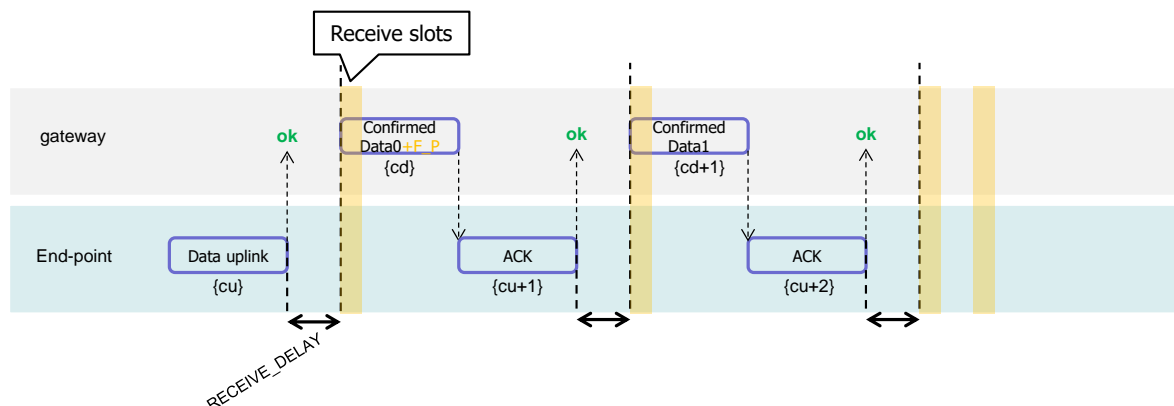 Receive slots
gateway
ok
Confirmed
Data0+F_P
{cd}
ok
Confirmed
Data1
{cd+1}
ok
End-point
Data uplink
{cu}
ACK
{cu+1}
ACK
{cu+2}
RECEIVE_DELAY